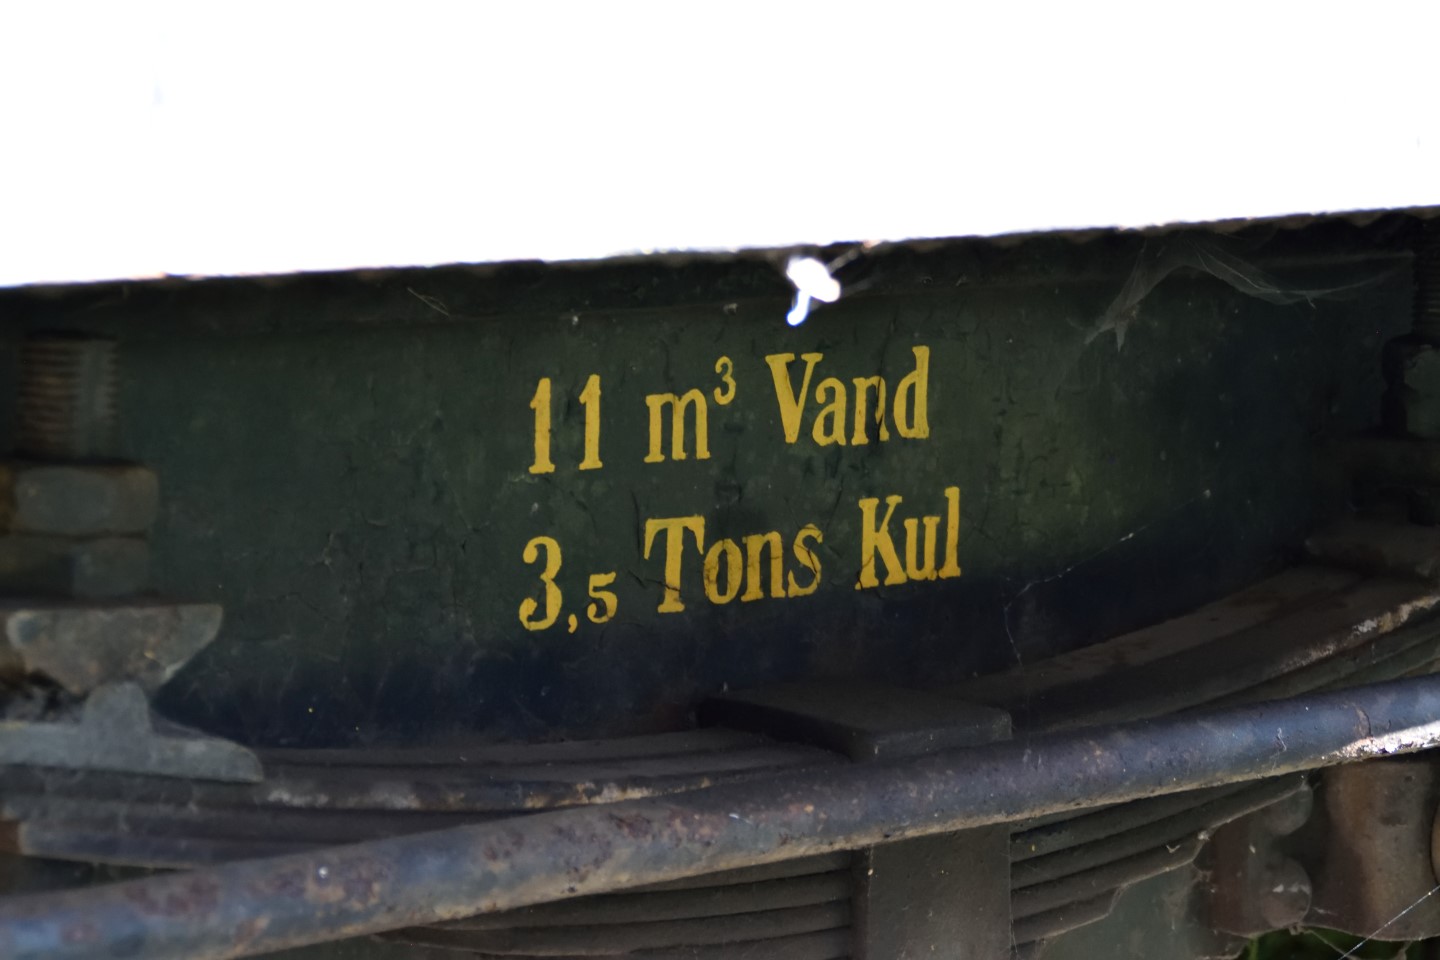 11 m³ Vand
3,5 Tons Kul